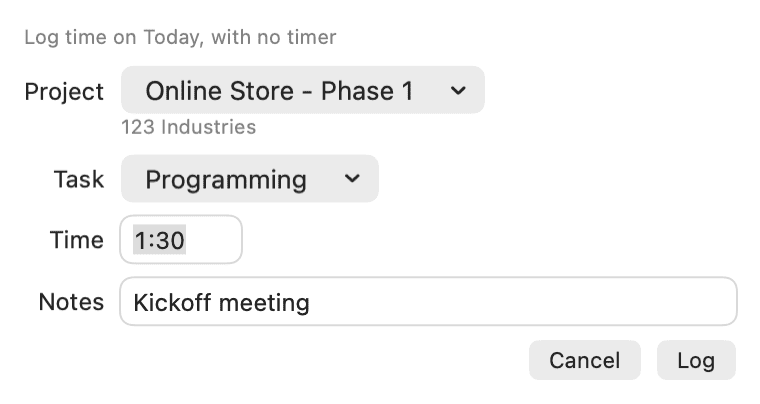 Log time on Today, with no timer
Project Online Store - Phase 1
123 Industries
Task Programming
Time 1:30
Notes Kickoff meeting
Cancel Log